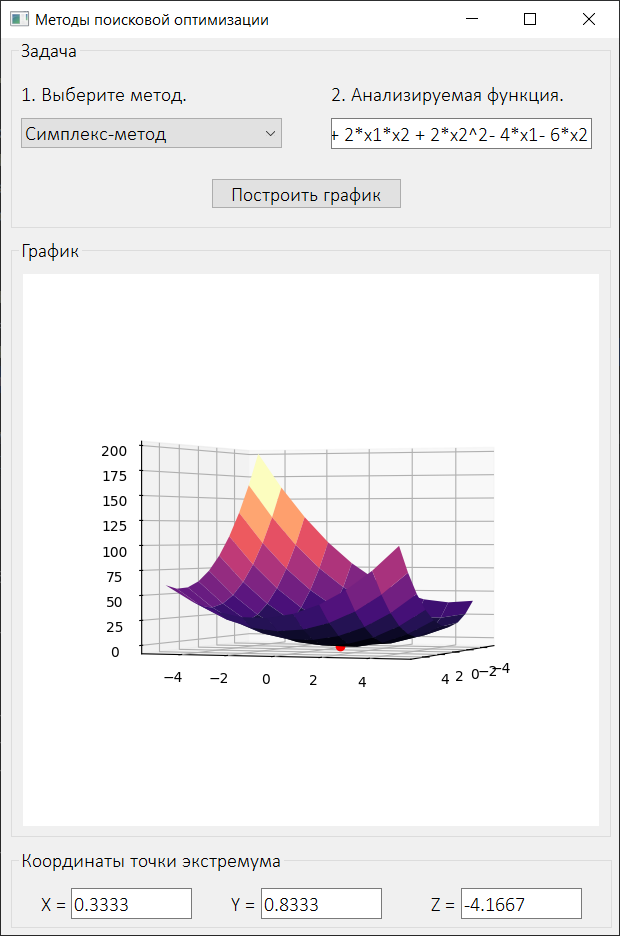 Методы поисковой оптимизации
Задача
1. Выберите метод.
2. Анализируемая функция.
Симплекс-метод
+ 2*x1*x2 + 2*x2^2- 4*x1- 6*x2
Построить график
График
200
175
150
125
100
75
50
25
0
−4 −2 0 2 4
4 2 0 −2 −4
Координаты точки экстремума
X = 0.3333 Y = 0.8333 Z = -4.1667